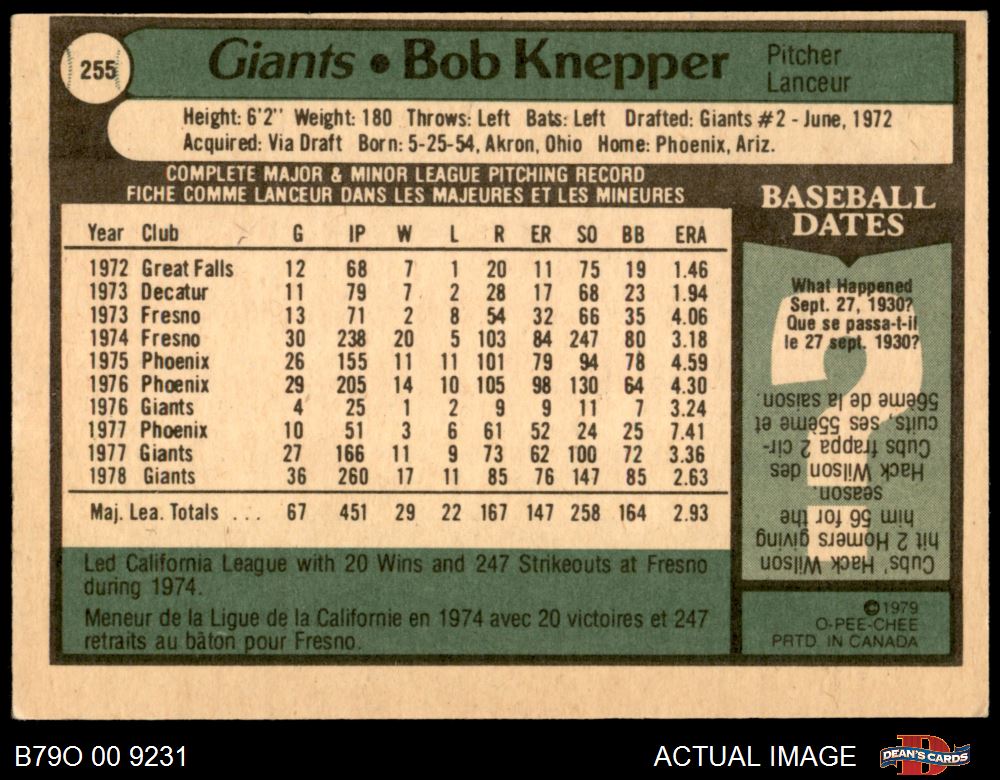 255
Giants • Bob Knepper
Pitcher
Lanceur
Height: 6'2" Weight: 180 Throws: Left Bats: Left Drafted: Giants #2 - June, 1972
Acquired: Via Draft Born: 5-25-54, Akron, Ohio Home: Phoenix, Ariz.
COMPLETE MAJOR & MINOR LEAGUE PITCHING RECORD
FICHE COMME LANCEUR DANS LES MAJEURES ET LES MINEURES
Year Club G IP W L R ER SO BB ERA
1972 Great Falls 12 68 7 1 20 11 75 19 1.46
1973 Decatur 11 79 7 2 28 17 68 23 1.94
1973 Fresno 13 71 2 8 54 32 66 35 4.06
1974 Fresno 30 238 20 5 103 84 247 80 3.18
1975 Phoenix 26 155 11 11 101 79 94 78 4.59
1976 Phoenix 29 205 14 10 105 98 130 64 4.30
1976 Giants 4 25 1 2 9 9 11 7 3.24
1977 Phoenix 10 51 3 6 61 52 24 25 7.41
1977 Giants 27 166 11 9 73 62 100 72 3.36
1978 Giants 36 260 17 11 85 76 147 85 2.63
Maj. Lea. Totals ... 67 451 29 22 167 147 258 164 2.93
Led California League with 20 Wins and 247 Strikeouts at Fresno
during 1974.
Meneur de la Ligue de la Californie en 1974 avec 20 victoires et 247
retraits au bâton pour Fresno.
BASEBALL
DATES
What Happened
Sept. 27, 1930?
Que se passa-t-il
le 27 sept. 1930?
Cubs' Hack Wilson
hit 2 Homers giving
him 56 for the
season.
Hack Wilson des
Cubs frappa 2 cir-
cuits, ses 55ème et
56ème de la saison.
©1979
O-PEE-CHEE
PRTD. IN CANADA
B79O 00 9231
ACTUAL IMAGE
DEAN'S CARDS